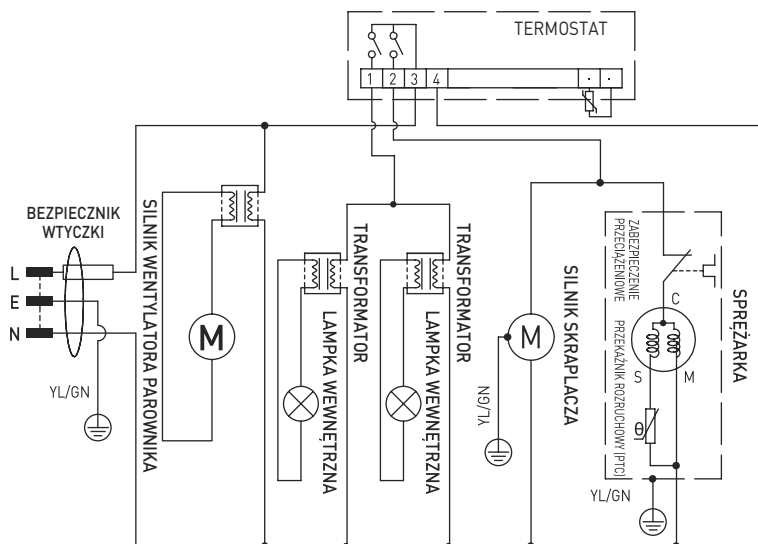 TERMOSTAT
1 2 3 4 · ·
BEZPIECZNIK
WTYCZKI
L
E
N
YL/GN
SILNIK WENTYLATORA PAROWNIKA
M
TRANSFORMATOR
LAMPKA WEWNĘTRZNA
TRANSFORMATOR
LAMPKA WEWNĘTRZNA
SILNIK SKRAPLACZA
M
YL/GN
ZABEZPIECZENIE
PRZECIĄŻENIOWE
PRZEKAŹNIK ROZRUCHOWY (PTC)
SPRĘŻARKA
C
S
M
θ
YL/GN